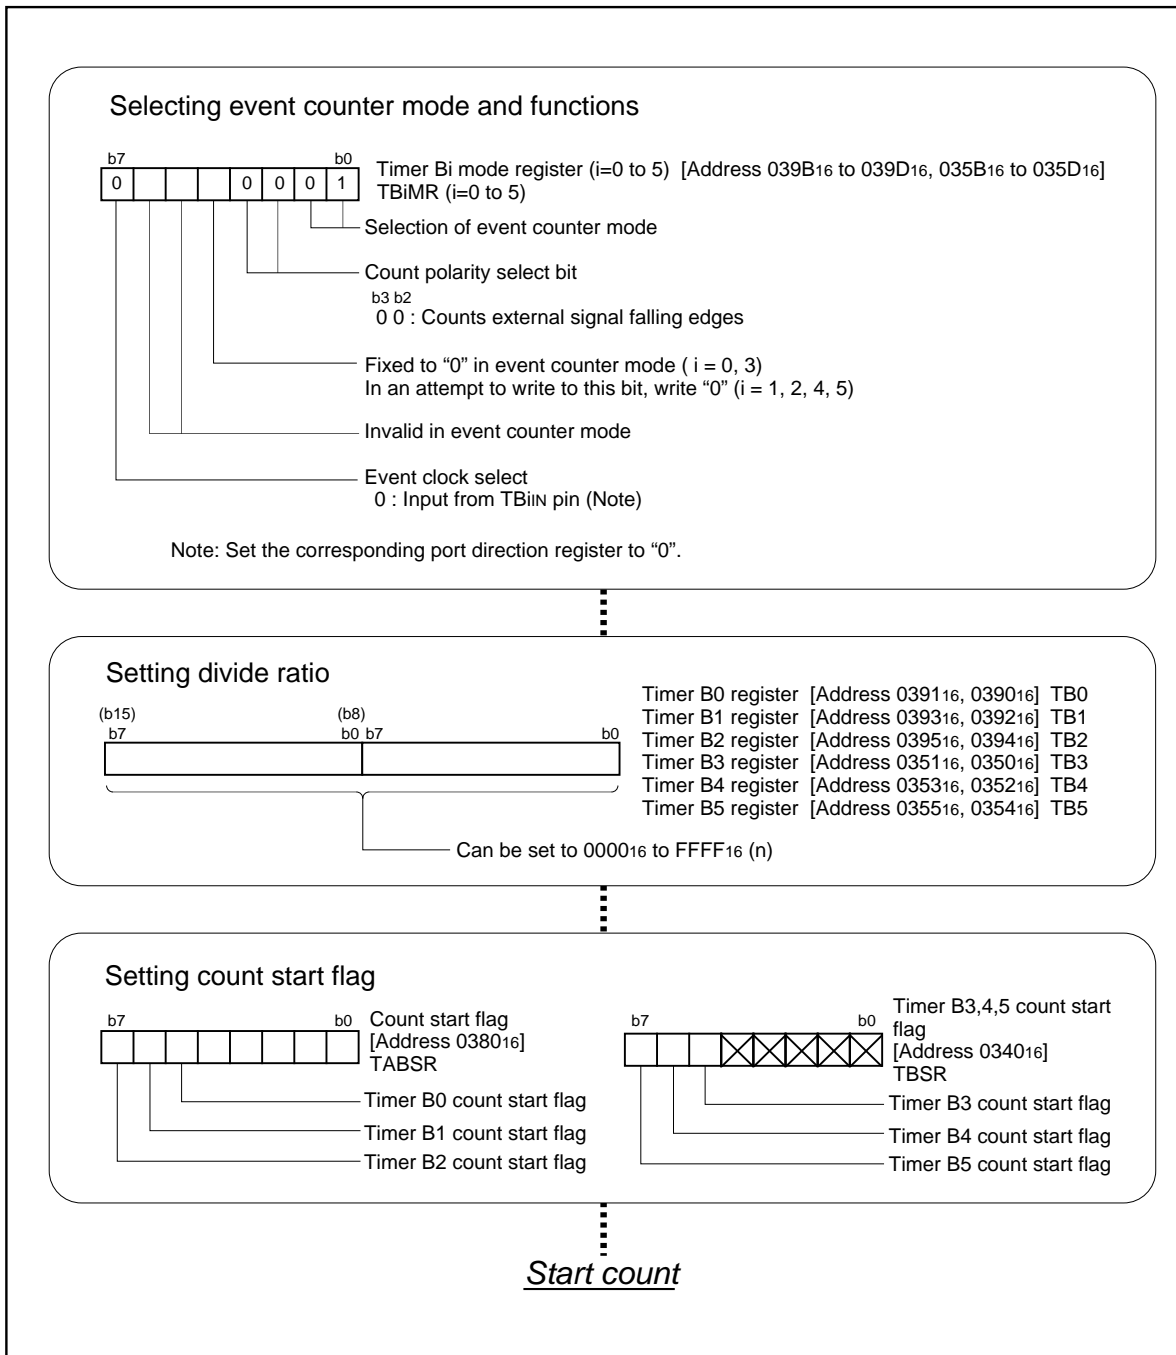 Selecting event counter mode and functions
b7 b0
0 0 0 0 1
Timer Bi mode register (i=0 to 5) [Address 039B16 to 039D16, 035B16 to 035D16]
TBiMR (i=0 to 5)
Selection of event counter mode
Count polarity select bit
b3 b2
0 0 : Counts external signal falling edges
Fixed to “0” in event counter mode ( i = 0, 3)
In an attempt to write to this bit, write “0” (i = 1, 2, 4, 5)
Invalid in event counter mode
Event clock select
0 : Input from TBiIN pin (Note)
Note: Set the corresponding port direction register to “0”.
Setting divide ratio
(b15) (b8)
b7 b0 b7 b0
Timer B0 register [Address 039116, 039016] TB0
Timer B1 register [Address 039316, 039216] TB1
Timer B2 register [Address 039516, 039416] TB2
Timer B3 register [Address 035116, 035016] TB3
Timer B4 register [Address 035316, 035216] TB4
Timer B5 register [Address 035516, 035416] TB5
Can be set to 000016 to FFFF16 (n)
Setting count start flag
b7 b0
Count start flag
[Address 038016]
TABSR
Timer B0 count start flag
Timer B1 count start flag
Timer B2 count start flag
b7 b0
Timer B3,4,5 count start
flag
[Address 034016]
TBSR
Timer B3 count start flag
Timer B4 count start flag
Timer B5 count start flag
Start count